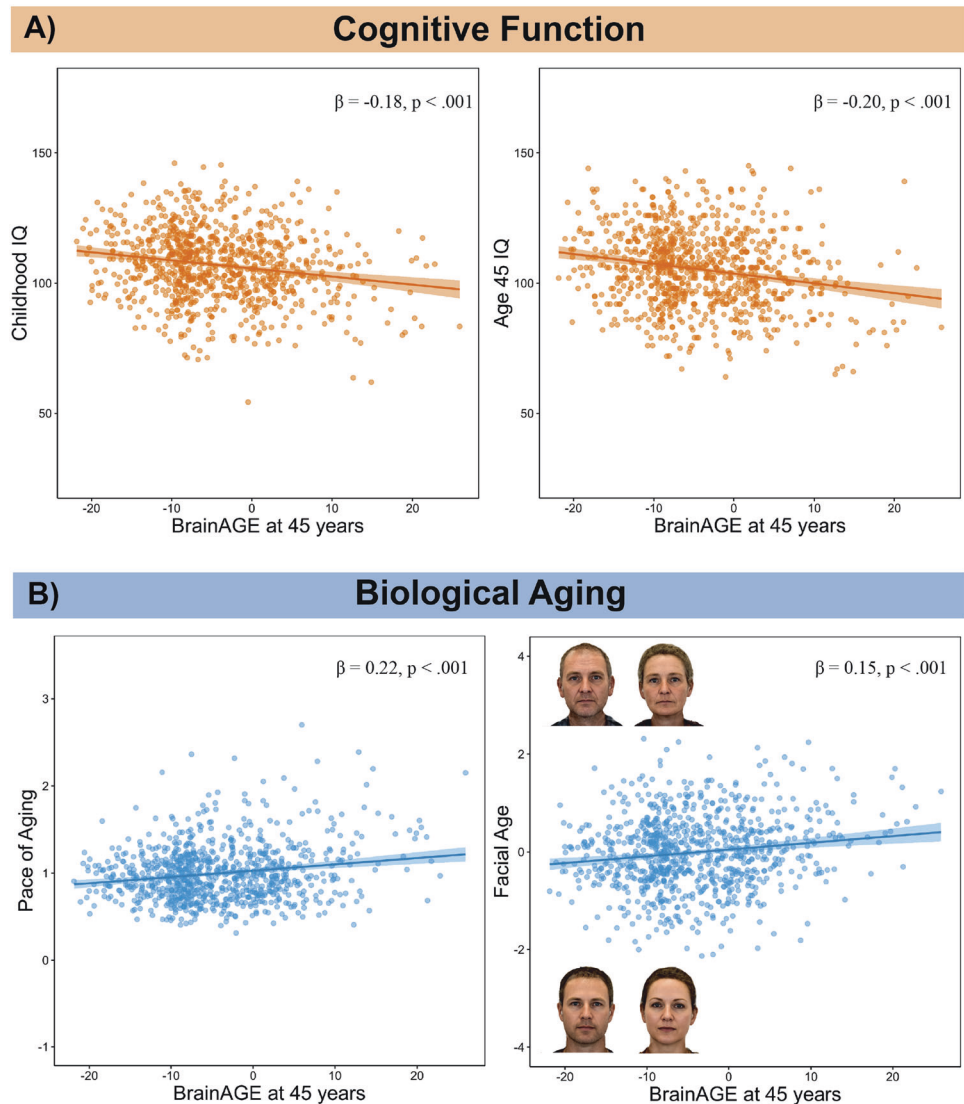 A)
Cognitive Function
β = -0.18, p < .001
150
100
50
Childhood IQ
-20 -10 0 10 20
BrainAGE at 45 years
β = -0.20, p < .001
150
100
50
Age 45 IQ
-20 -10 0 10 20
BrainAGE at 45 years
B)
Biological Aging
β = 0.22, p < .001
3
2
1
0
-1
Pace of Aging
-20 -10 0 10 20
BrainAGE at 45 years
β = 0.15, p < .001
4
2
0
-2
-4
Facial Age
-20 -10 0 10 20
BrainAGE at 45 years